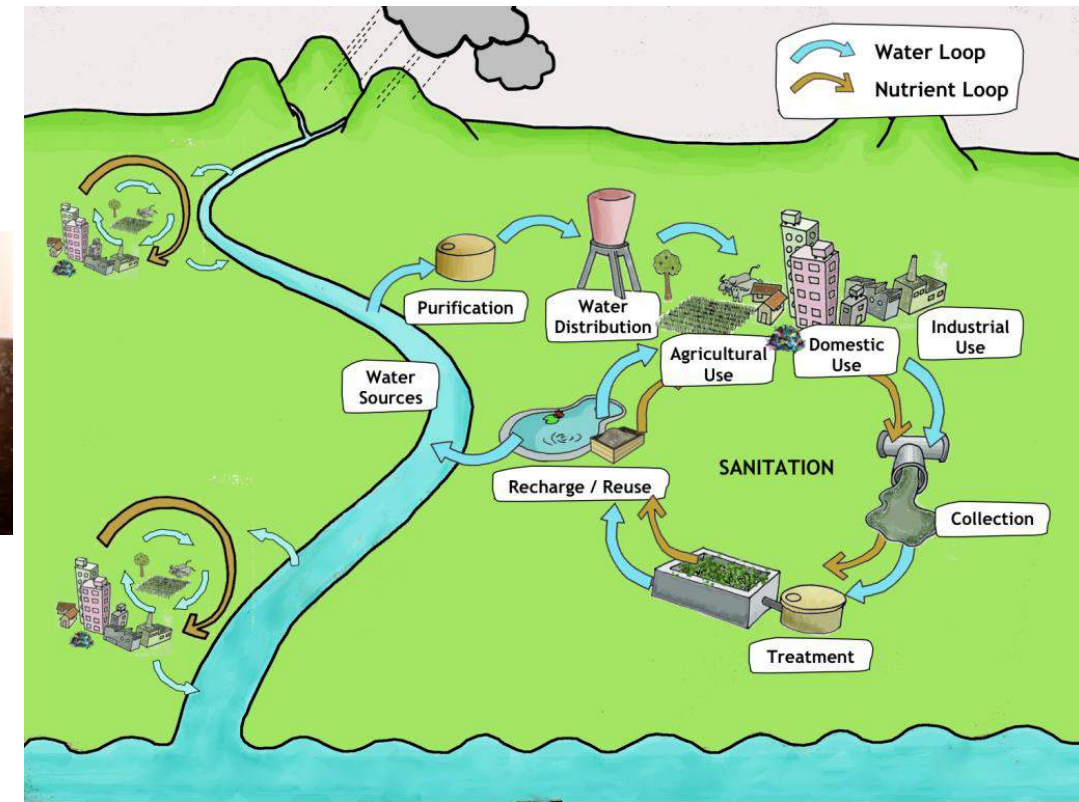 Water Loop
Nutrient Loop
Purification
Water
Distribution
Agricultural
Use
Domestic
Use
Industrial
Use
Water
Sources
Recharge / Reuse
SANITATION
Collection
Treatment